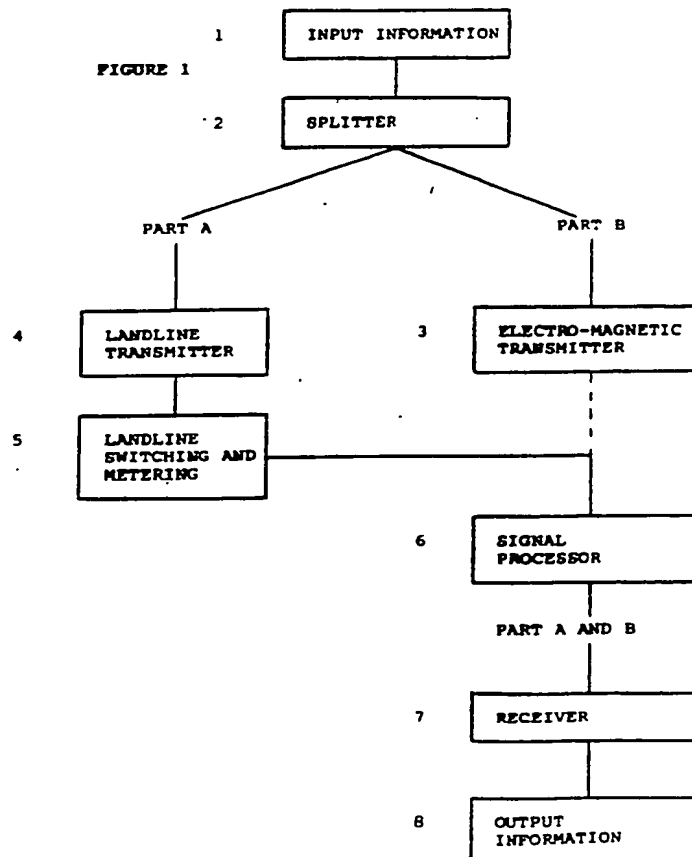 1 INPUT INFORMATION
FIGURE 1
2 SPLITTER
PART A
PART B
4 LANDLINE
TRANSMITTER
3 ELECTRO-MAGNETIC
TRANSMITTER
5 LANDLINE
SWITCHING AND
METERING
6 SIGNAL
PROCESSOR
PART A AND B
7 RECEIVER
8 OUTPUT
INFORMATION